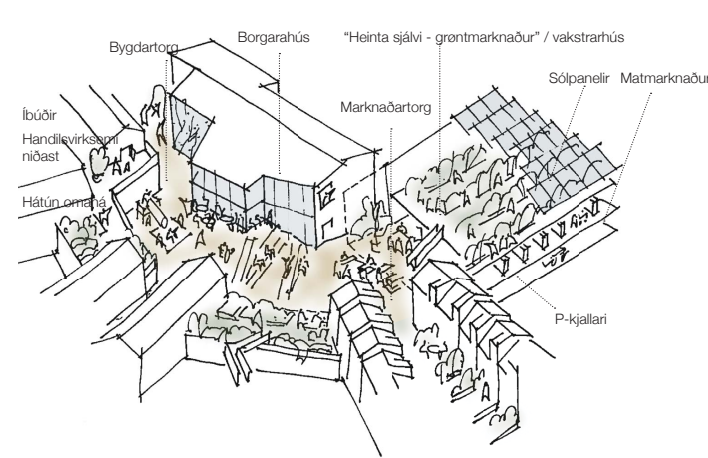 Bygdartorg
Borgarahús
“Heinta sjálvi - grøntmarknaður” / vakstrarhús
Sólpanelir
Matmarknaður
Marknaðartorg
Íbúðir
Handilsvirksemi
niðast
Hátún omaná
P-kjallari